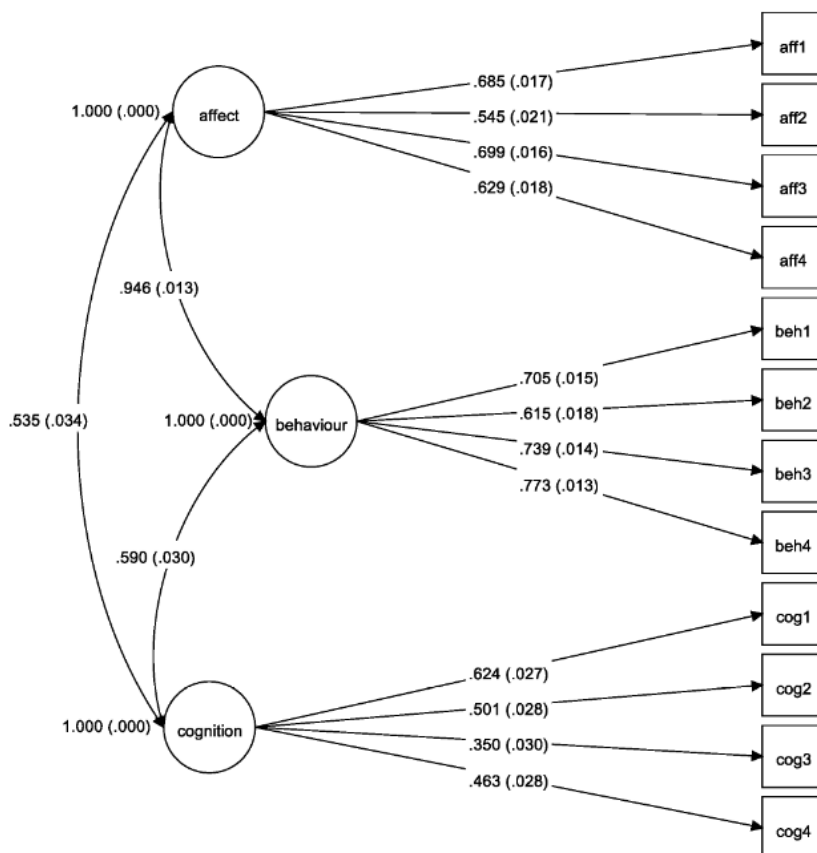 aff1
.685 (.017)
1.000 (.000)
affect
aff2
.545 (.021)
.699 (.016)
aff3
.629 (.018)
aff4
.946 (.013)
beh1
.705 (.015)
beh2
.615 (.018)
.535 (.034)
1.000 (.000)
behaviour
.739 (.014)
beh3
.773 (.013)
beh4
.590 (.030)
cog1
.624 (.027)
cog2
.501 (.028)
1.000 (.000)
cognition
.350 (.030)
cog3
.463 (.028)
cog4